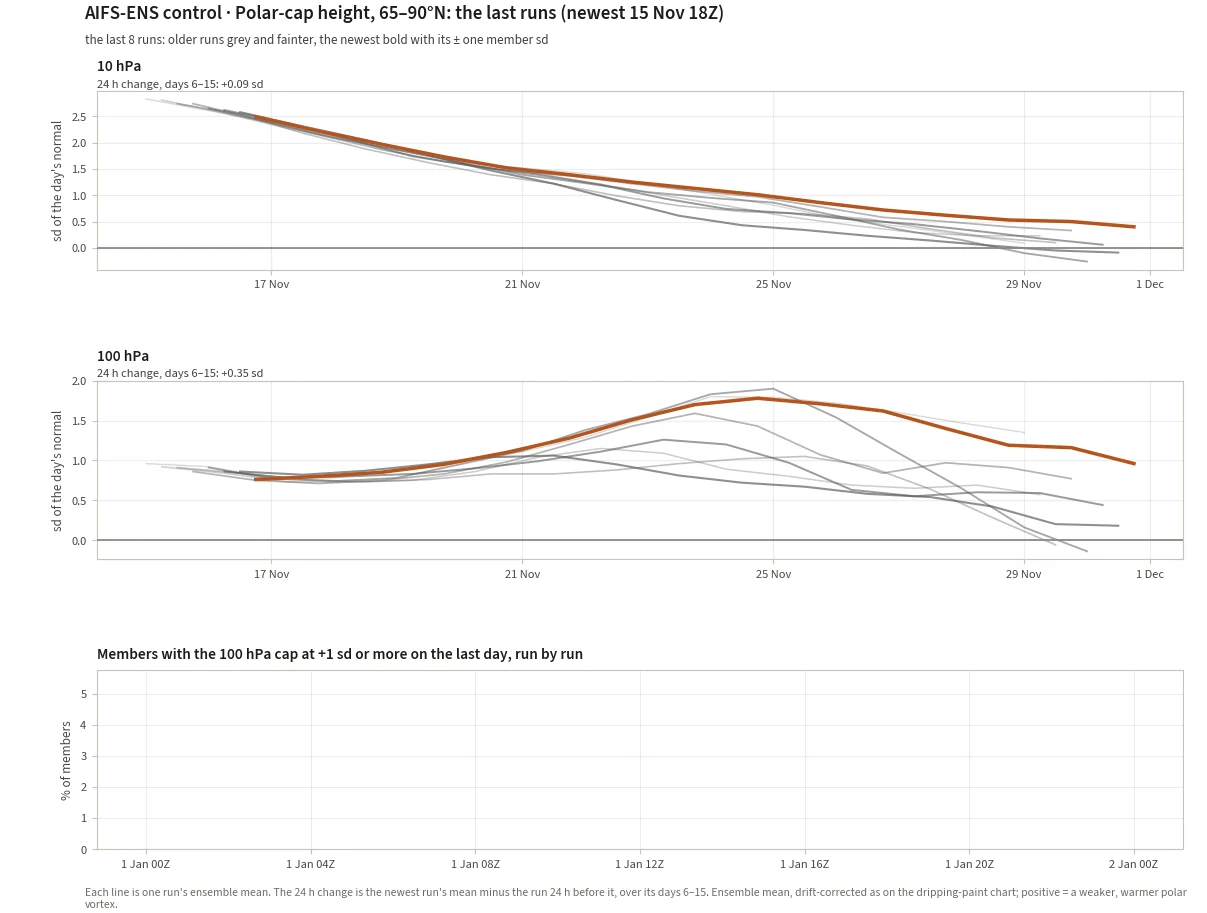 AIFS-ENS control · Polar-cap height, 65–90°N: the last runs (newest 15 Nov 18Z)
the last 8 runs: older runs grey and fainter, the newest bold with its ± one member sd
10 hPa
24 h change, days 6–15: +0.09 sd
sd of the day's normal
2.5
2.0
1.5
1.0
0.5
0.0
17 Nov
21 Nov
25 Nov
29 Nov
1 Dec
100 hPa
24 h change, days 6–15: +0.35 sd
sd of the day's normal
2.0
1.5
1.0
0.5
0.0
17 Nov
21 Nov
25 Nov
29 Nov
1 Dec
Members with the 100 hPa cap at +1 sd or more on the last day, run by run
% of members
5
4
3
2
1
0
1 Jan 00Z
1 Jan 04Z
1 Jan 08Z
1 Jan 12Z
1 Jan 16Z
1 Jan 20Z
2 Jan 00Z
Each line is one run's ensemble mean. The 24 h change is the newest run's mean minus the run 24 h before it, over its days 6–15. Ensemble mean, drift-corrected as on the dripping-paint chart; positive = a weaker, warmer polar
vortex.